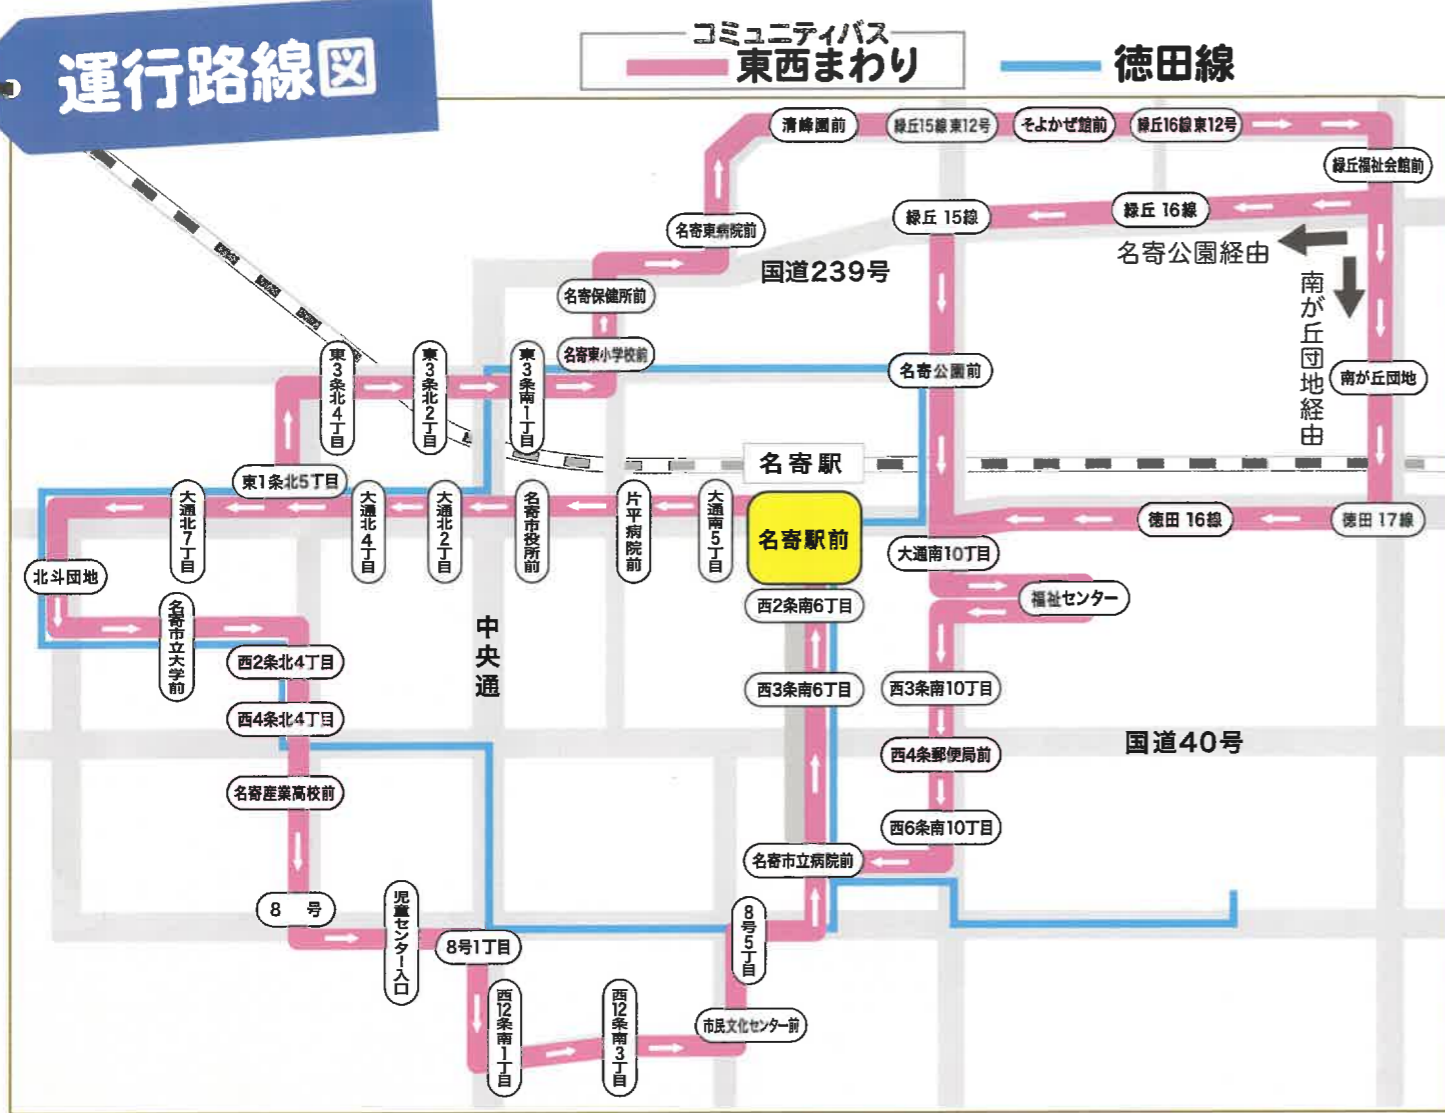 運行路線図
コミュニティバス
東西まわり
徳田線
清峰園前
緑丘15線東12号
そよかぜ館前
緑丘16線東12号
緑丘福祉会館前
名寄東病院前
緑丘 15線
緑丘 16線
名寄公園経由
国道239号
南が丘団地経由
名寄保健所前
名寄東小学校前
東3条北4丁目
東3条北2丁目
東3条南1丁目
名寄公園前
南が丘団地
名寄駅
東1条北5丁目
大通北7丁目
大通北4丁目
大通北2丁目
名寄市役所前
片平病院前
大通南5丁目
名寄駅前
徳田 16線
徳田 17線
大通南10丁目
北斗団地
名寄市立大学前
福祉センター
西2条南6丁目
中央通
西2条北4丁目
西3条南6丁目
西3条南10丁目
西4条北4丁目
国道40号
西4条郵便局前
名寄産業高校前
西6条南10丁目
名寄市立病院前
8 号
児童センター入口
8号1丁目
8号5丁目
西12条南1丁目
西12条南3丁目
市民文化センター前